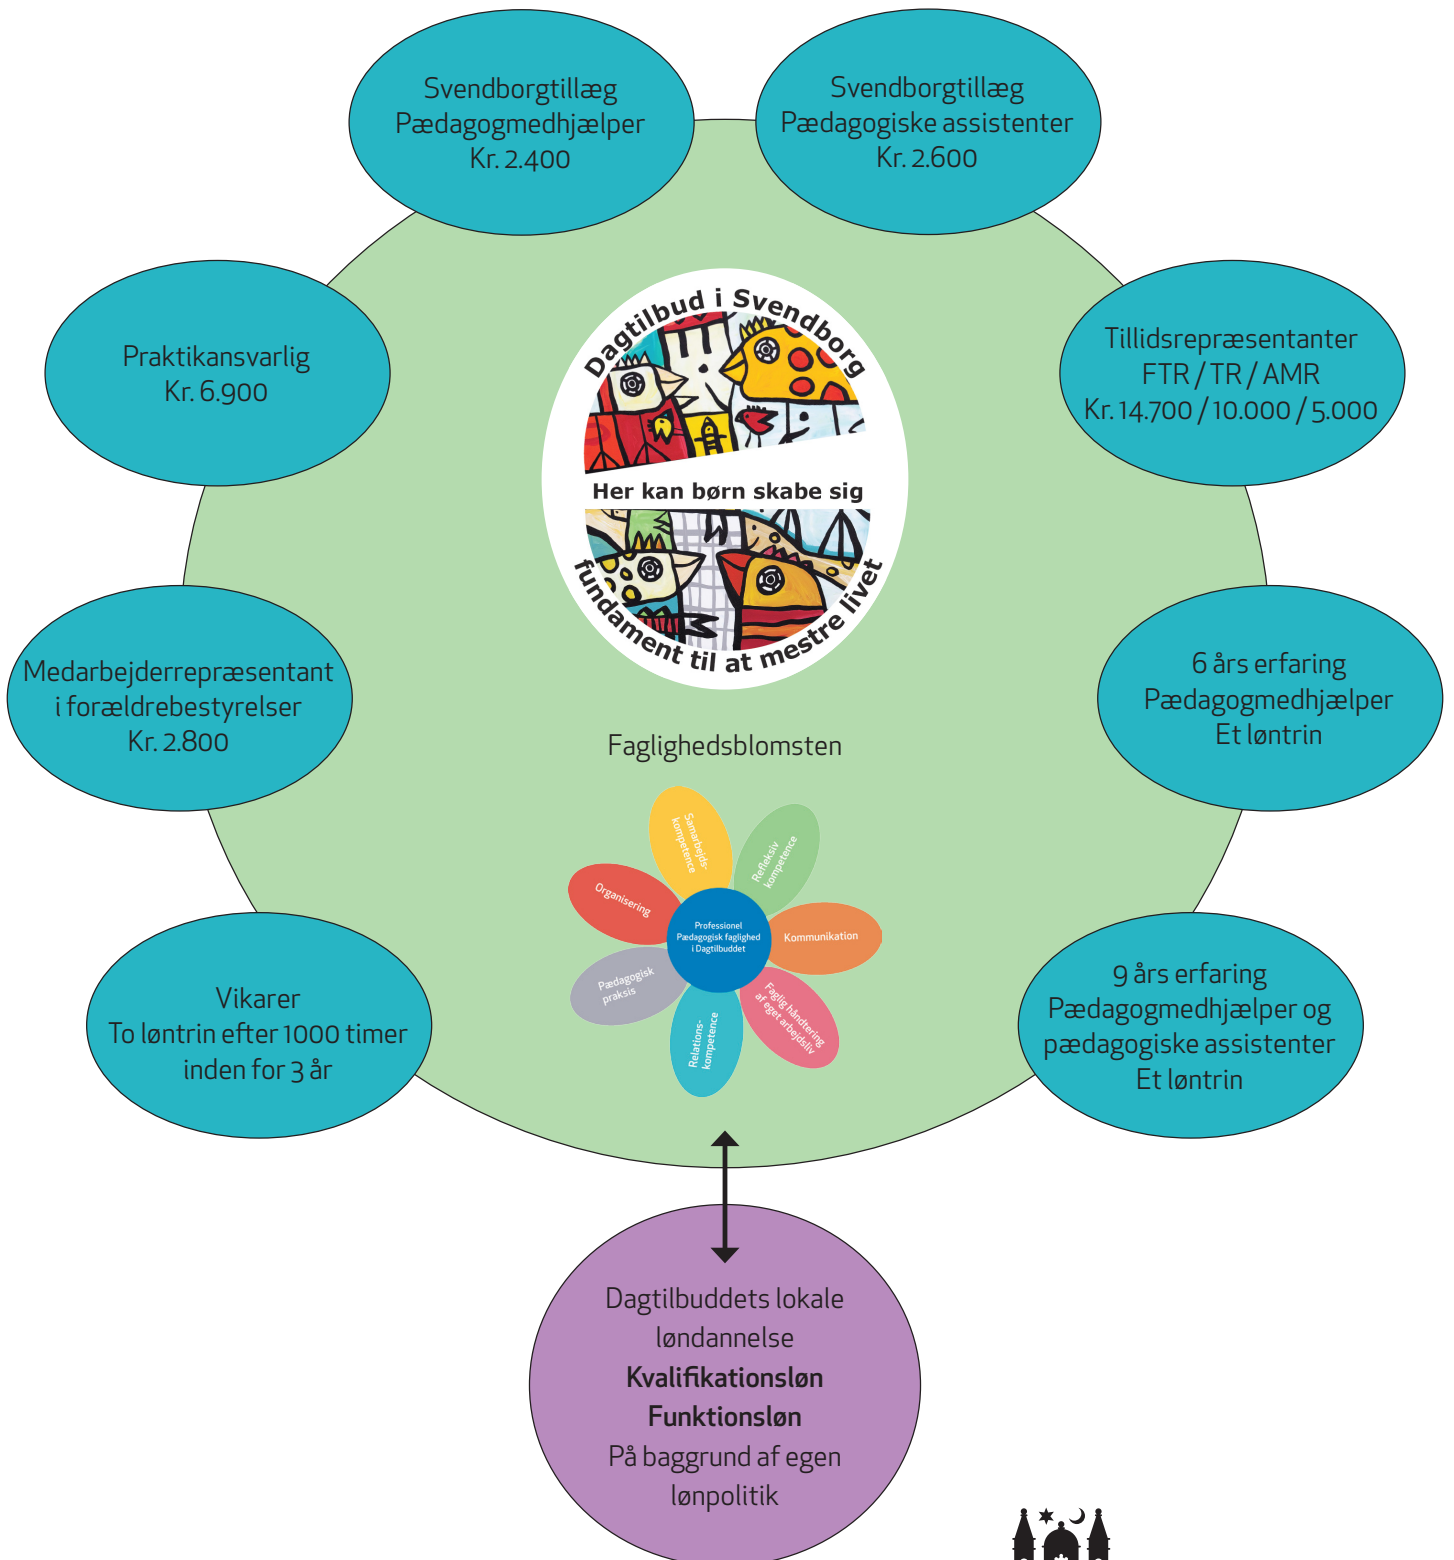 Svendborgtillæg
Pædagogmedhjælper
Kr. 2.400
Svendborgtillæg
Pædagogiske assistenter
Kr. 2.600
Praktikansvarlig
Kr. 6.900
Tillidsrepræsentanter
FTR / TR / AMR
Kr. 14.700 / 10.000 / 5.000
Dagtilbud i Svendborg
Her kan børn skabe sig
fundament til at mestre livet
Medarbejderrepræsentant
i forældrebestyrelser
Kr. 2.800
6 års erfaring
Pædagogmedhjælper
Et løntrin
Faglighedsblomsten
Samarbejds-
kompetence
Refleksiv
kompetence
Organisering
Professionel
Pædagogisk faglighed
i Dagtilbuddet
Kommunikation
Pædagogisk
praksis
Relations-
kompetence
Faglig håndtering
af eget arbejdsliv
Vikarer
To løntrin efter 1000 timer
inden for 3 år
9 års erfaring
Pædagogmedhjælper og
pædagogiske assistenter
Et løntrin
Dagtilbuddets lokale
løndannelse
Kvalifikationsløn
Funktionsløn
På baggrund af egen
lønpolitik